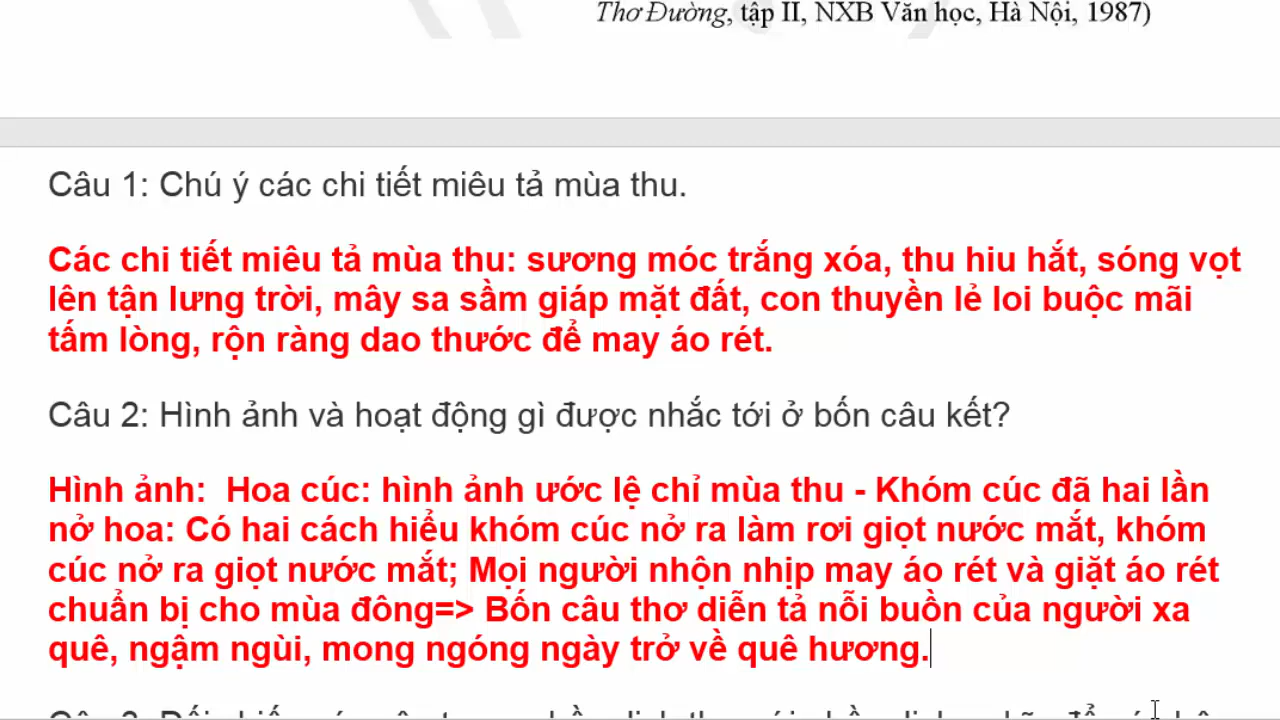 Thơ Đường, tập II, NXB Văn học, Hà Nội, 1987)
Câu 1: Chú ý các chi tiết miêu tả mùa thu.
Các chi tiết miêu tả mùa thu: sương móc trắng xóa, thu hiu hắt, sóng vọt
lên tận lưng trời, mây sa sầm giáp mặt đất, con thuyền lẻ loi buộc mãi
tấm lòng, rộn ràng dao thước để may áo rét.
Câu 2: Hình ảnh và hoạt động gì được nhắc tới ở bốn câu kết?
Hình ảnh:  Hoa cúc: hình ảnh ước lệ chỉ mùa thu - Khóm cúc đã hai lần
nở hoa: Có hai cách hiểu khóm cúc nở ra làm rơi giọt nước mắt, khóm
cúc nở ra giọt nước mắt; Mọi người nhộn nhịp may áo rét và giặt áo rét
chuẩn bị cho mùa đông=> Bốn câu thơ diễn tả nỗi buồn của người xa
quê, ngậm ngùi, mong ngóng ngày trở về quê hương.